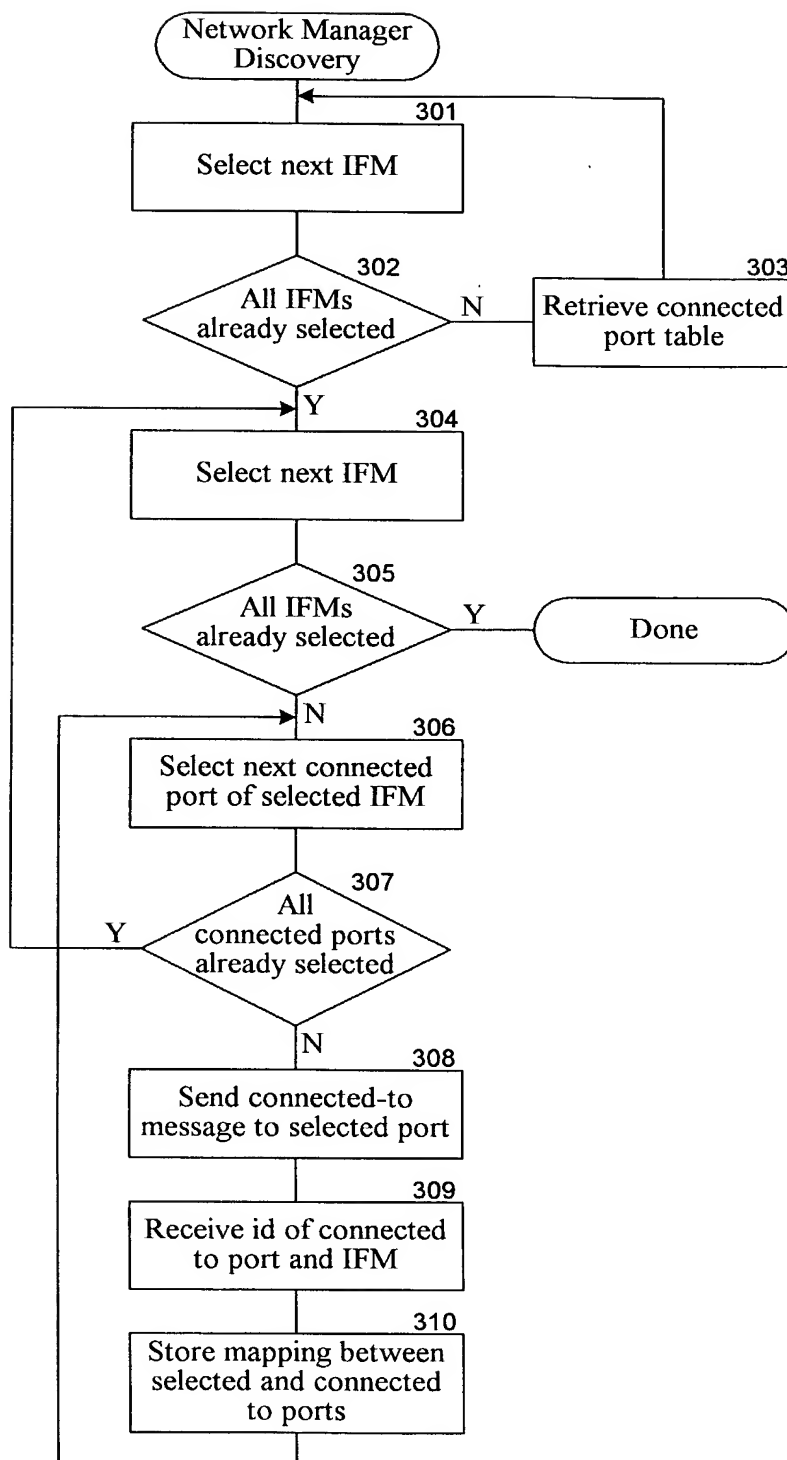 Network Manager
Discovery
301
Select next IFM
302
All IFMs
already selected
N
303
Retrieve connected
port table
Y
304
Select next IFM
305
All IFMs
already selected
Y
Done
N
306
Select next connected
port of selected IFM
307
All
connected ports
already selected
Y
N
308
Send connected-to
message to selected port
309
Receive id of connected
to port and IFM
310
Store mapping between
selected and connected
to ports